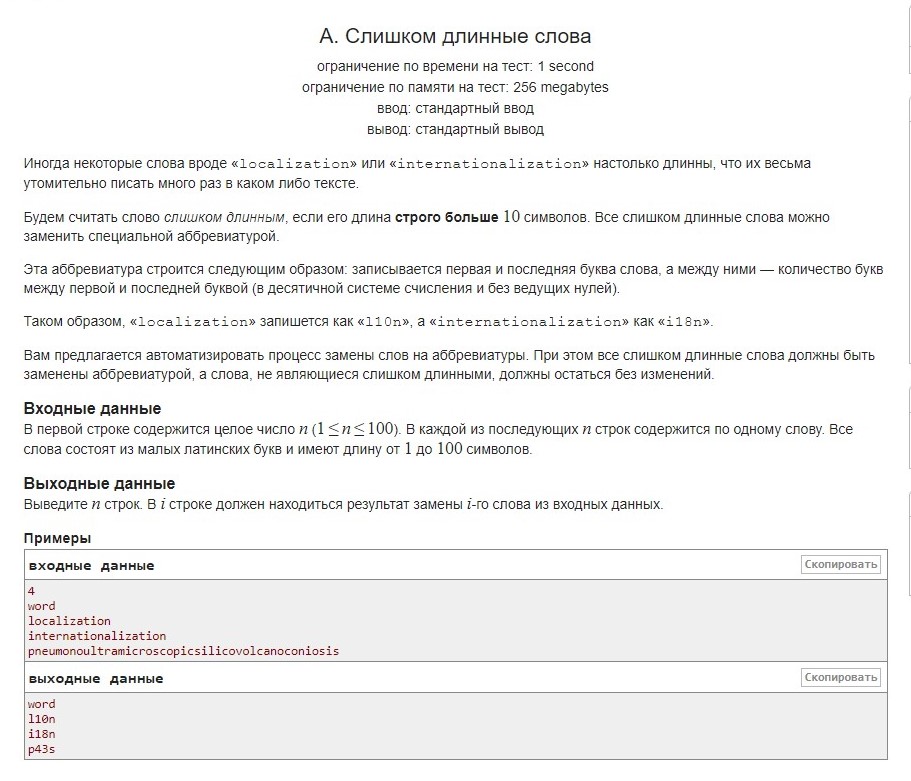 А. Слишком длинные слова
ограничение по времени на тест: 1 second
ограничение по памяти на тест: 256 megabytes
ввод: стандартный ввод
вывод: стандартный вывод
Иногда некоторые слова вроде «localization» или «internationalization» настолько длинны, что их весьма
утомительно писать много раз в каком либо тексте.
Будем считать слово слишком длинным, если его длина строго больше 10 символов. Все слишком длинные слова можно
заменить специальной аббревиатурой.
Эта аббревиатура строится следующим образом: записывается первая и последняя буква слова, а между ними — количество букв
между первой и последней буквой (в десятичной системе счисления и без ведущих нулей).
Таким образом, «localization» запишется как «l10n», а «internationalization» как «i18n».
Вам предлагается автоматизировать процесс замены слов на аббревиатуры. При этом все слишком длинные слова должны быть
заменены аббревиатурой, а слова, не являющиеся слишком длинными, должны остаться без изменений.
Входные данные
В первой строке содержится целое число n (1 ≤ n ≤ 100). В каждой из последующих n строк содержится по одному слову. Все
слова состоят из малых латинских букв и имеют длину от 1 до 100 символов.
Выходные данные
Выведите n строк. В i строке должен находиться результат замены i-го слова из входных данных.
Примеры
входные данные Скопировать
4
word
localization
internationalization
pneumonoultramicroscopicsilicovolcanoconiosis
выходные данные Скопировать
word
l10n
i18n
p43s